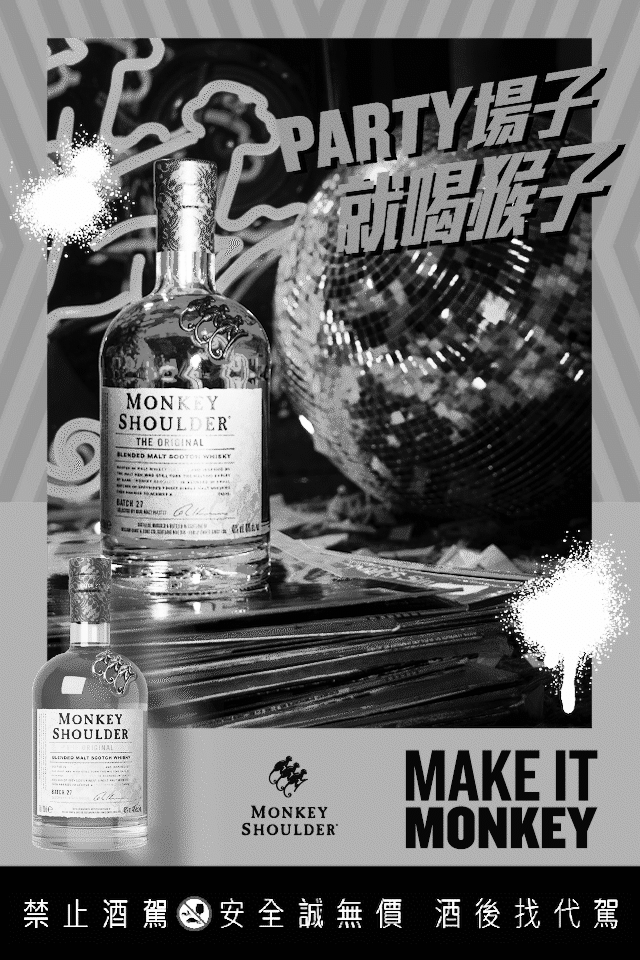 PARTY場子
就喝猴子
MONKEY
SHOULDER
THE ORIGINAL
BLENDED MALT SCOTCH WHISKY
BATCH 27
MONKEY
SHOULDER
ORIGINAL
BLENDED MALT SCOTCH WHISKY
BATCH 27
MONKEY
SHOULDER
MAKE IT
MONKEY
禁止酒駕 安全誠無價 酒後找代駕